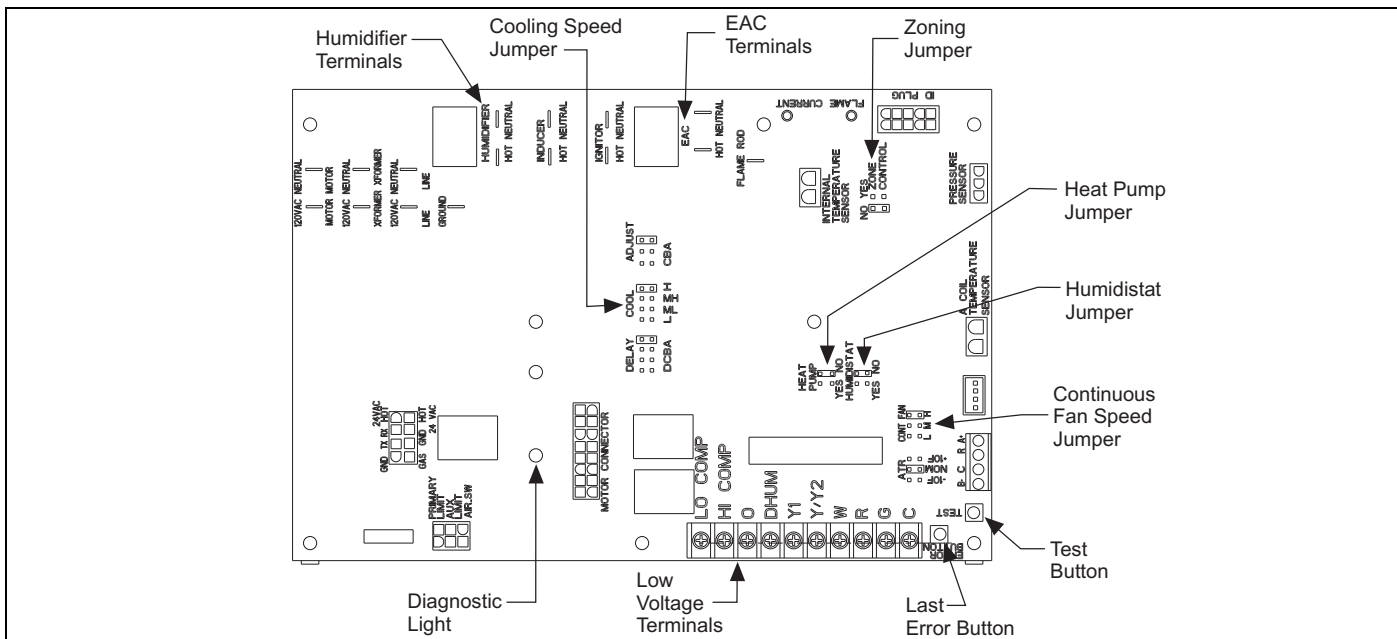 Humidifier
Terminals
Cooling Speed
Jumper
EAC
Terminals
Zoning
Jumper
HUMIDIFIER
HOT NEUTRAL
INDUCER
HOT NEUTRAL
IGNITOR
HOT NEUTRAL
EAC
HOT NEUTRAL
FLAME ROD
FLAME CURRENT
ID PLUG
120VAC NEUTRAL
MOTOR MOTOR
120VAC NEUTRAL
XFORMER XFORMER
120VAC NEUTRAL
LINE
LINE
GROUND
INTERNAL
TEMPERATURE
SENSOR
NO YES
ZONE
CONTROL
PRESSURE
SENSOR
Heat Pump
Jumper
ADJUST
CBA
COOL
H
MH
ML
L
DELAY
DCBA
A COIL
TEMPERATURE
SENSOR
Humidistat
Jumper
HEAT
PUMP
YES NO
HUMIDISTAT
YES NO
Continuous
Fan Speed
Jumper
CONT FAN
L M H
24VAC
GND TX RX HOT
GAS GND HOT
24 VAC
MOTOR CONNECTOR
ATR
-10F
NOM
+10F
B- C R A+
PRIMARY
LIMIT
AUX
LIMIT
AIR.SW
LO COMP
HI COMP
O
DHUM
Y1
Y/Y2
W
R
G
C
TEST
ERROR
BUTTON
Test
Button
Diagnostic
Light
Low
Voltage
Terminals
Last
Error Button